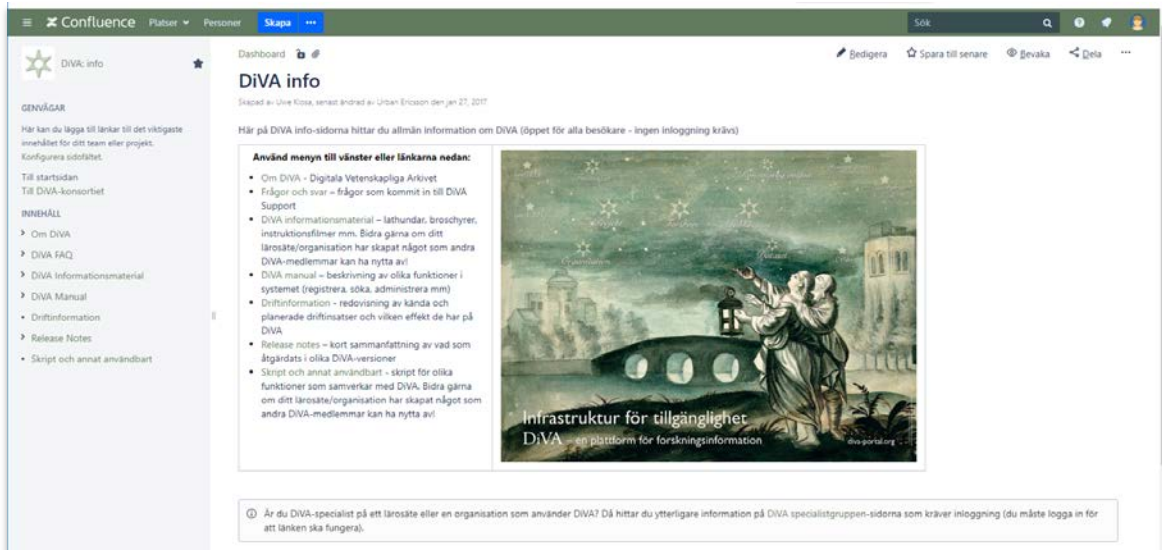 Confluence Platser Personer Skapa ... Sök
DiVA: info
GENVÄGAR
Här kan du lägga till länkar till det viktigaste
innehållet för ditt team eller projekt.
Konfigurera sidofältet.
Till startsidan
Till DiVA-konsortiet
INNEHÅLL
Om DiVA
DiVA FAQ
DiVA Informationsmaterial
DiVA Manual
Driftinformation
Release Notes
Skript och annat användbart
Dashboard
Redigera Spara till senare Bevaka Dela ...
DiVA info
Skapad av Uwe Klosa, senast ändrad av Urban Ericsson den jan 27, 2017
Här på DiVA info-sidorna hittar du allmän information om DiVA (öppet för alla besökare - ingen inloggning krävs)
Använd menyn till vänster eller länkarna nedan:
Om DiVA - Digitala Vetenskapliga Arkivet
Frågor och svar – frågor som kommit in till DiVA
Support
DiVA informationsmaterial – lathundar, broschyrer,
instruktionsfilmer mm. Bidra gärna om ditt
lärosäte/organisation har skapat något som andra
DiVA-medlemmar kan ha nytta av!
DiVA manual – beskrivning av olika funktioner i
systemet (registrera, söka, administrera mm)
Driftinformation - redovisning av kända och
planerade driftinsatser och vilken effekt de har på
DiVA
Release notes – kort sammanfattning av vad som
åtgärdats i olika DiVA-versioner
Skript och annat användbart - skript för olika
funktioner som samverkar med DiVA. Bidra gärna
om ditt lärosäte/organisation har skapat något som
andra DiVA-medlemmar kan ha nytta av!
Infrastruktur för tillgänglighet
DiVA – en plattform för forskningsinformation
diva-portal.org
Är du DiVA-specialist på ett lärosäte eller en organisation som använder DiVA? Då hittar du ytterligare information på DiVA specialistgruppen-sidorna som kräver inloggning (du måste logga in för
att länken ska fungera).